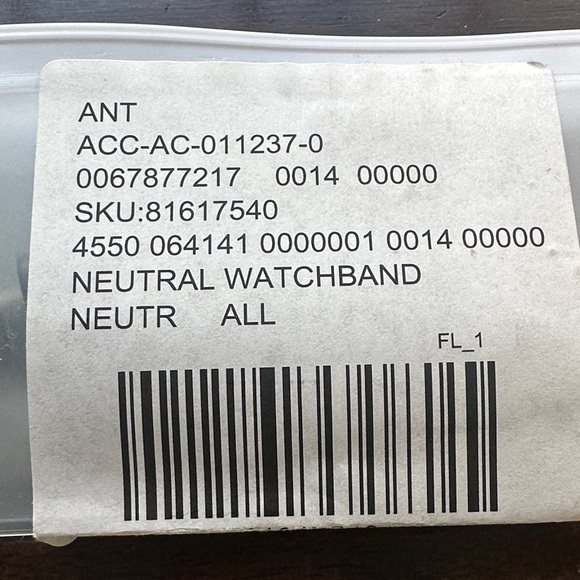 ANT
ACC-AC-011237-0
0067877217 0014 00000
SKU:81617540
4550 064141 0000001 0014 00000
NEUTRAL WATCHBAND
NEUTR ALL
FL_1